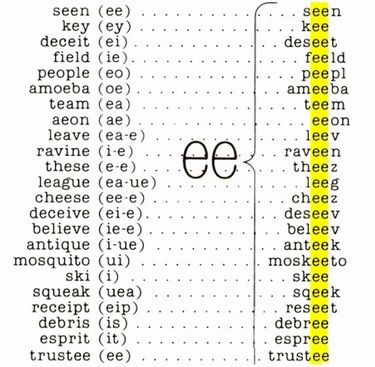 seen (ee) . . . . . . . . . . . . . seen
key (ey) . . . . . . . . . . . . . kee
deceit (ei) . . . . . . . . . . . . . deseet
field (ie) . . . . . . . . . . . . . feeld
people (eo) . . . . . . . . . . . . . peepl
amoeba (oe) . . . . . . . . . . . . . ameeba
team (ea) . . . . . . . . . . . . . teem
aeon (ae) . . . . . . . . . . . . . eeon
leave (ea-e) . . . . . . . . . . . . . leev
ravine (i-e) . . . . . . . . . . . . . raveen
these (e-e) . . . . . . ee . . . . . . theez
league (ea-ue) . . . . . . . . . . . . leeg
cheese (ee-e) . . . . . . . . . . . . . cheez
deceive (ei-e) . . . . . . . . . . . . . deseev
believe (ie-e) . . . . . . . . . . . . . beleev
antique (i-ue) . . . . . . . . . . . . . anteek
mosquito (ui) . . . . . . . . . . . . . moskeeto
ski (i) . . . . . . . . . . . . . skee
squeak (uea) . . . . . . . . . . . . . sqeek
receipt (eip) . . . . . . . . . . . . . reseet
debris (is) . . . . . . . . . . . . . debree
esprit (it) . . . . . . . . . . . . . espree
trustee (ee) . . . . . . . . . . . . . trustee